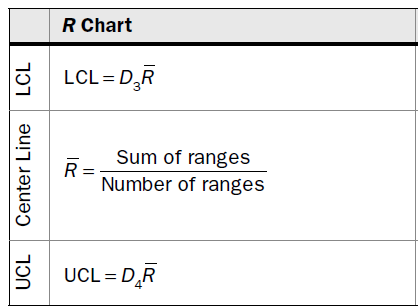 R Chart
LCL
LCL = D₃R̅
Center Line
R̅ = Sum of ranges / Number of ranges
UCL
UCL = D₄R̅